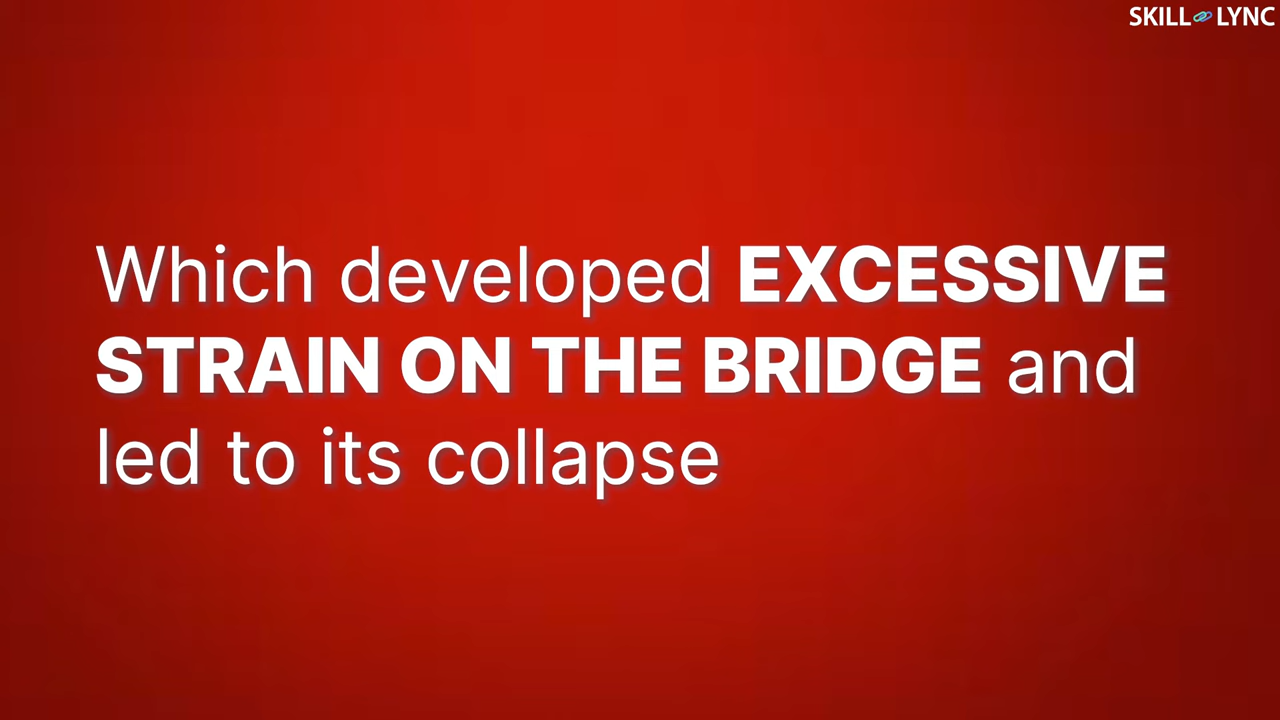 SKILL LYNC
Which developed EXCESSIVE
STRAIN ON THE BRIDGE and
led to its collapse